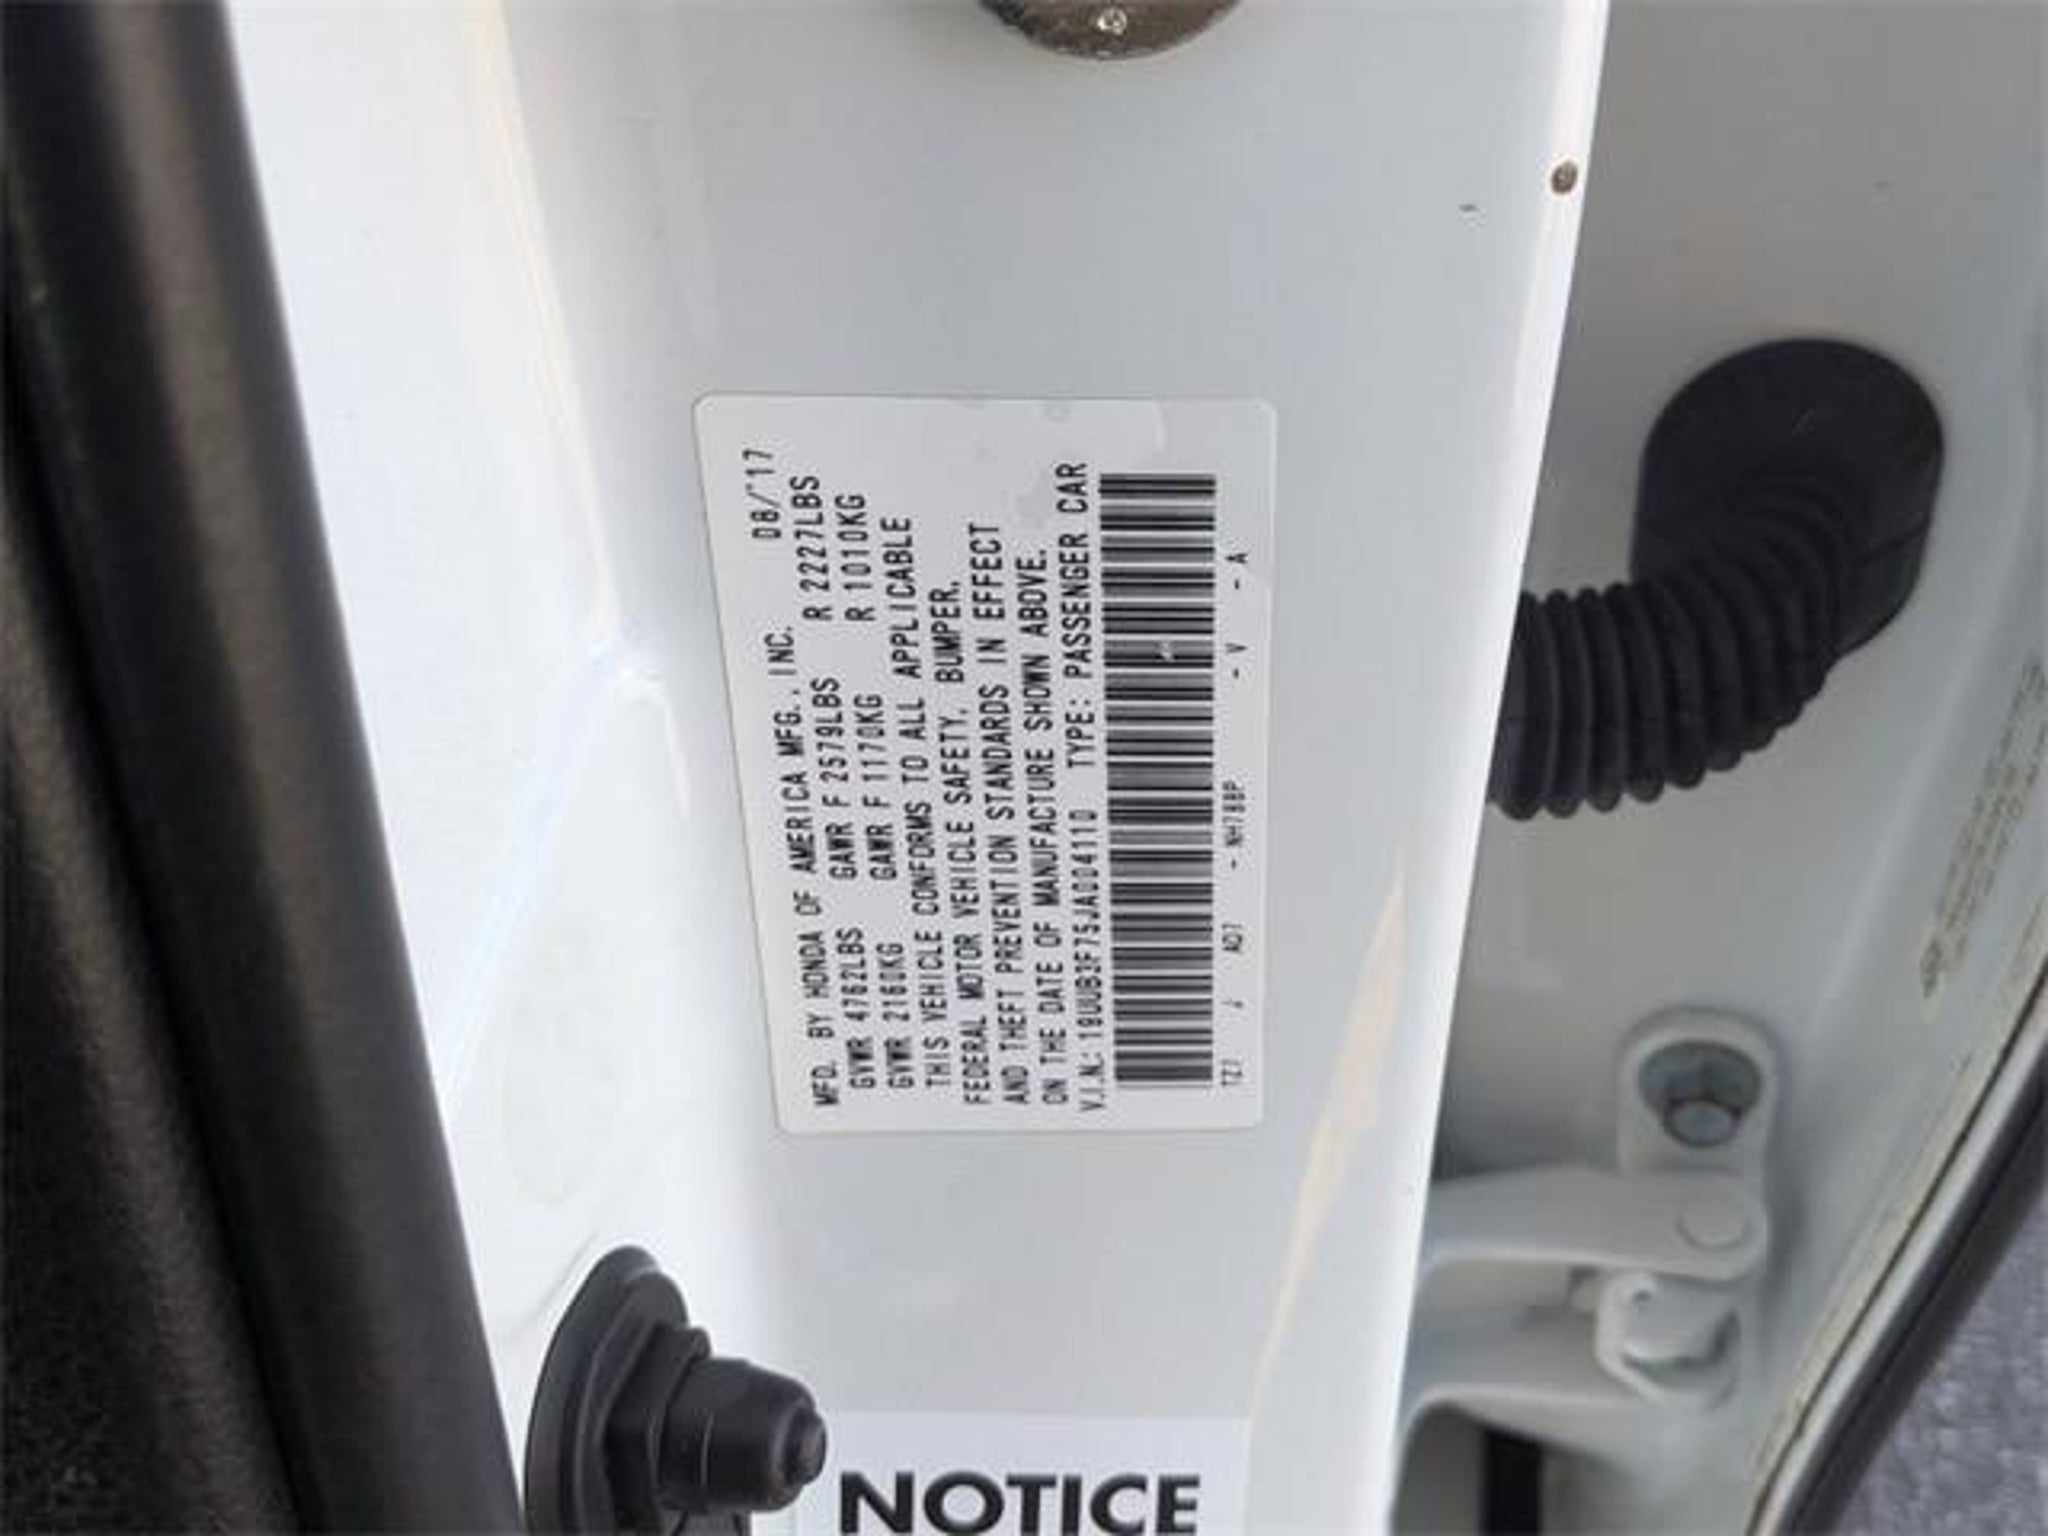 MFD. BY HONDA OF AMERICA MFG., INC. 08/'17
GVWR 4762LBS GAWR F 2579LBS R 2227LBS
GVWR 2160KG GAWR F 1170KG R 1010KG
THIS VEHICLE CONFORMS TO ALL APPLICABLE
FEDERAL MOTOR VEHICLE SAFETY, BUMPER,
AND THEFT PREVENTION STANDARDS IN EFFECT
ON THE DATE OF MANUFACTURE SHOWN ABOVE.
V.I.N.: 19UUB3F75JA004110 TYPE: PASSENGER CAR
TZ7 J A07 - NH788P - V - A
NOTICE